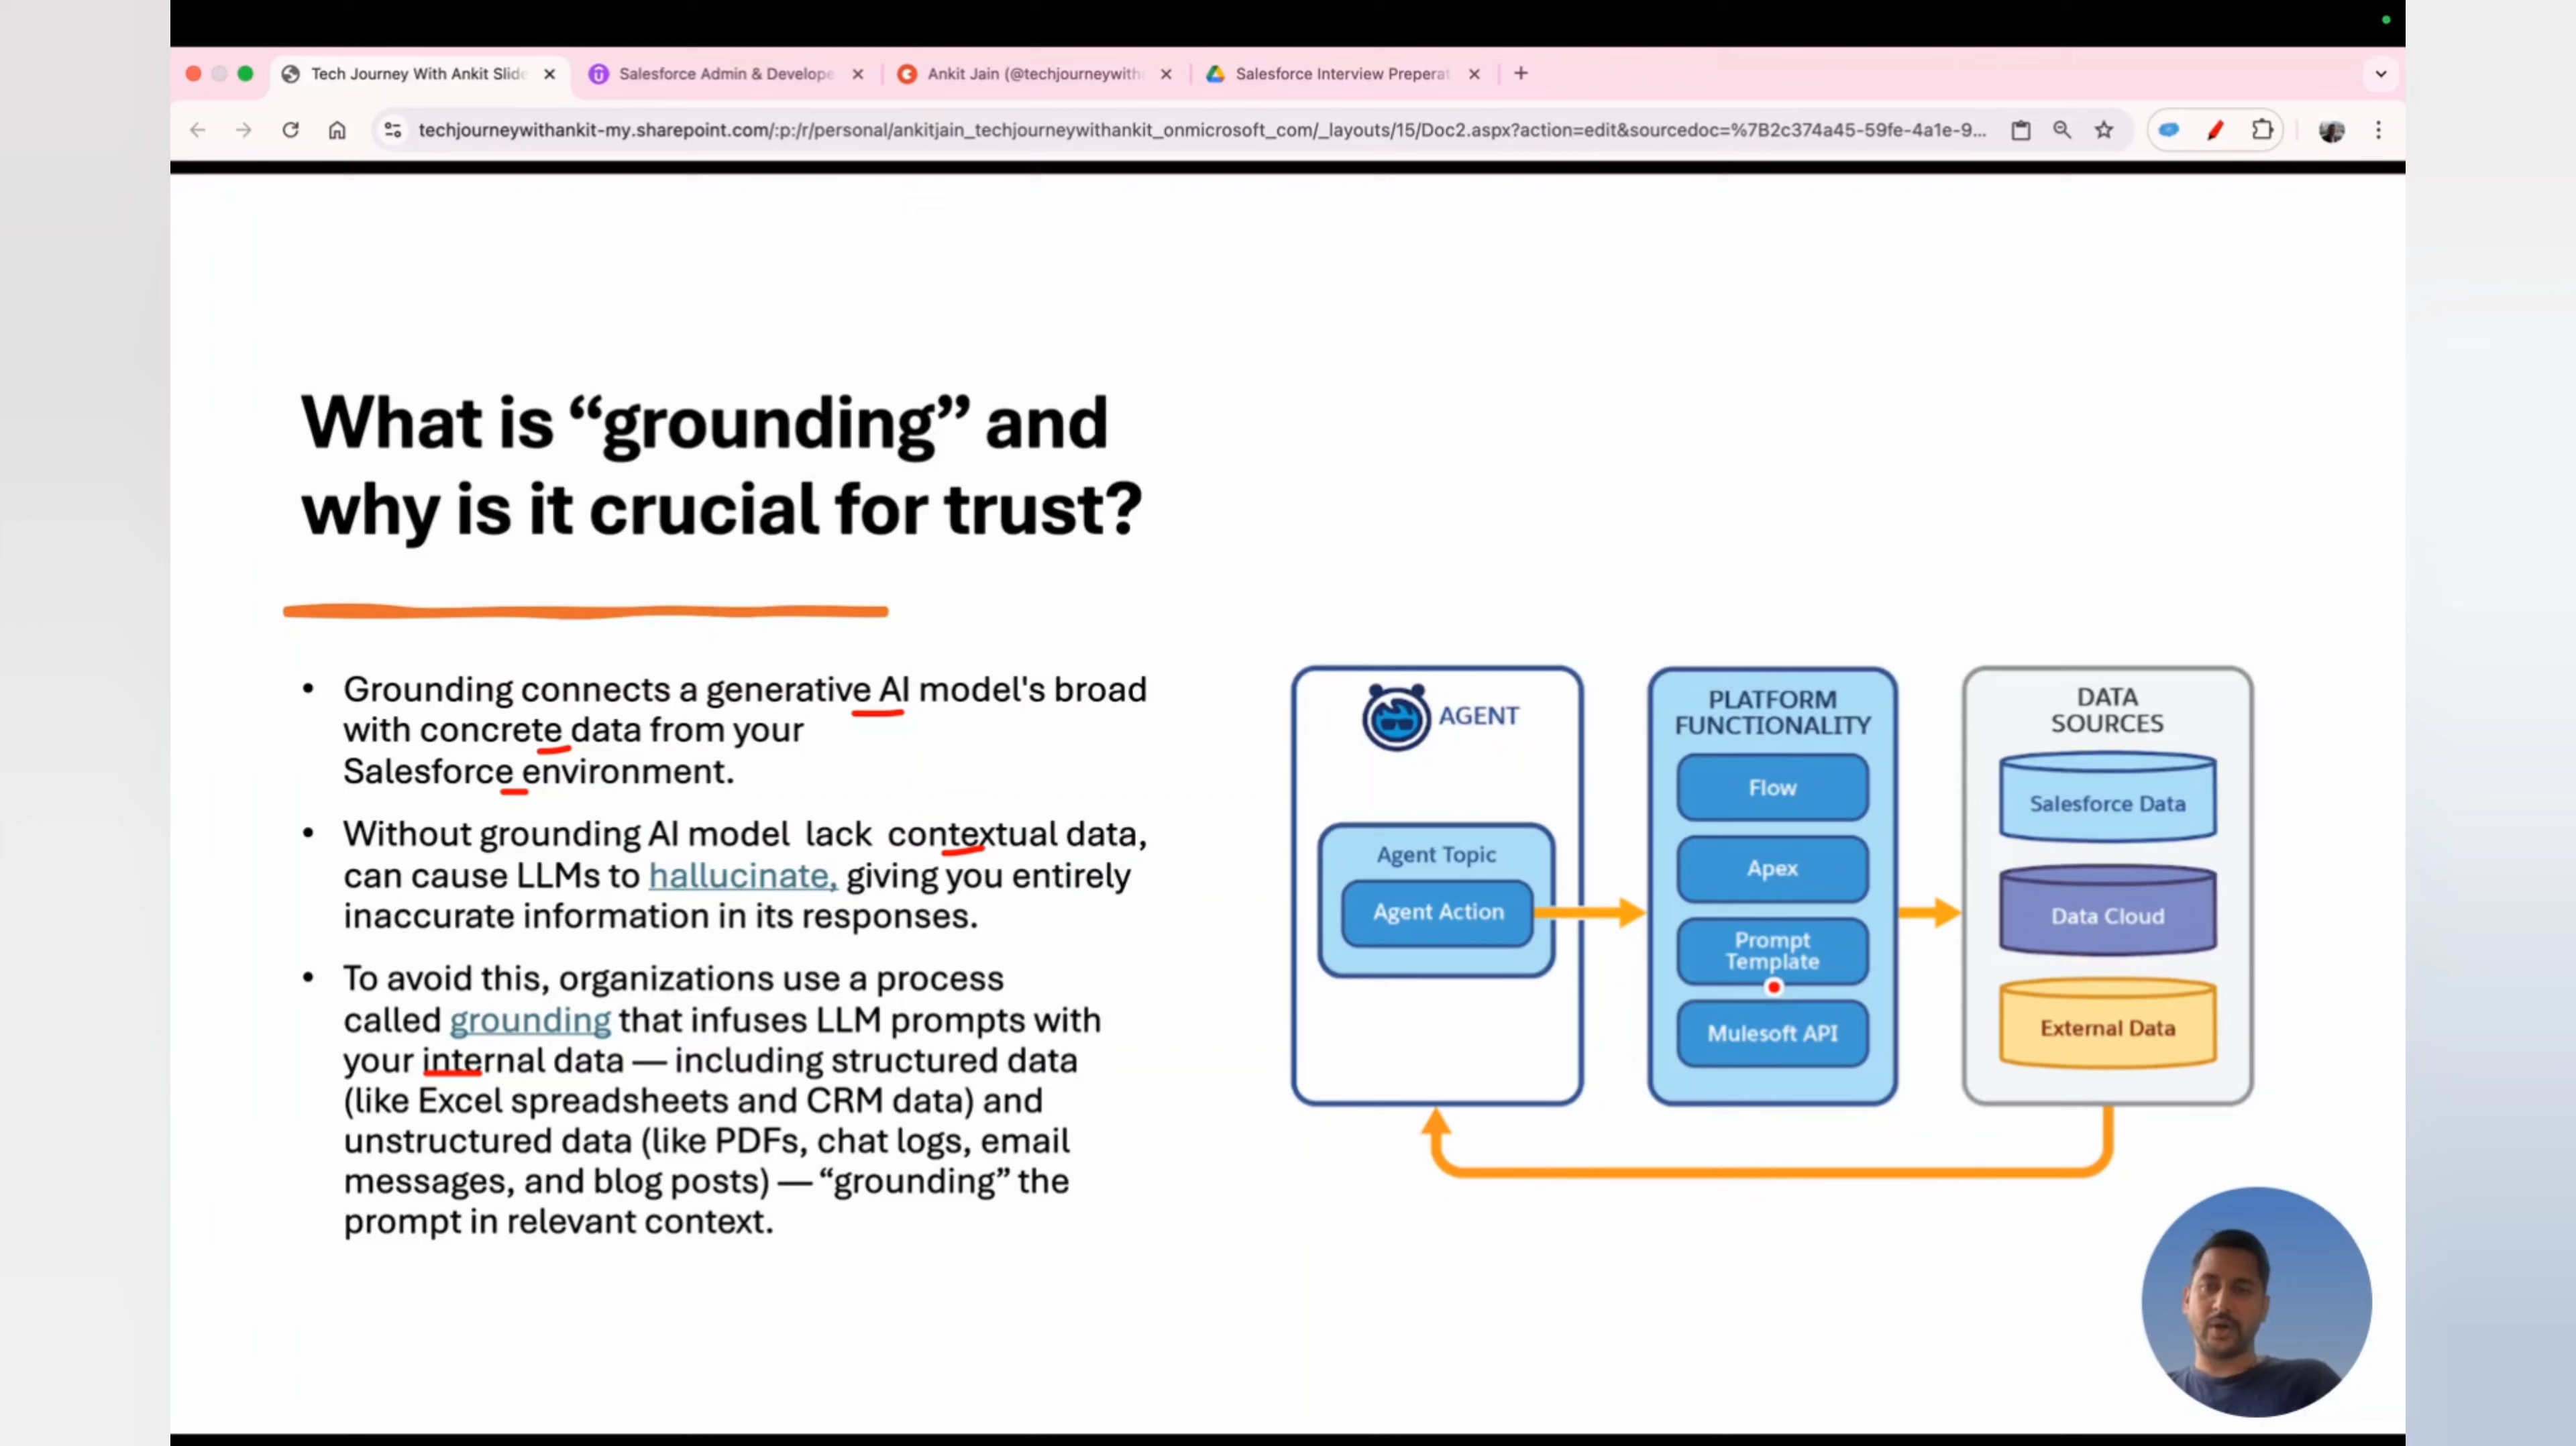 Tech Journey With Ankit Slide
Salesforce Admin & Develope
Ankit Jain (@techjourneywith
Salesforce Interview Preperat
techjourneywithankit-my.sharepoint.com/:p:/r/personal/ankitjain_techjourneywithankit_onmicrosoft_com/_layouts/15/Doc2.aspx?action=edit&sourcedoc=%7B2c374a45-59fe-4a1e-9...
What is “grounding” and
why is it crucial for trust?
• Grounding connects a generative AI model's broad
with concrete data from your
Salesforce environment.
• Without grounding AI model lack contextual data,
can cause LLMs to hallucinate, giving you entirely
inaccurate information in its responses.
• To avoid this, organizations use a process
called grounding that infuses LLM prompts with
your internal data — including structured data
(like Excel spreadsheets and CRM data) and
unstructured data (like PDFs, chat logs, email
messages, and blog posts) — “grounding” the
prompt in relevant context.
AGENT
Agent Topic
Agent Action
PLATFORM
FUNCTIONALITY
Flow
Apex
Prompt
Template
Mulesoft API
DATA
SOURCES
Salesforce Data
Data Cloud
External Data